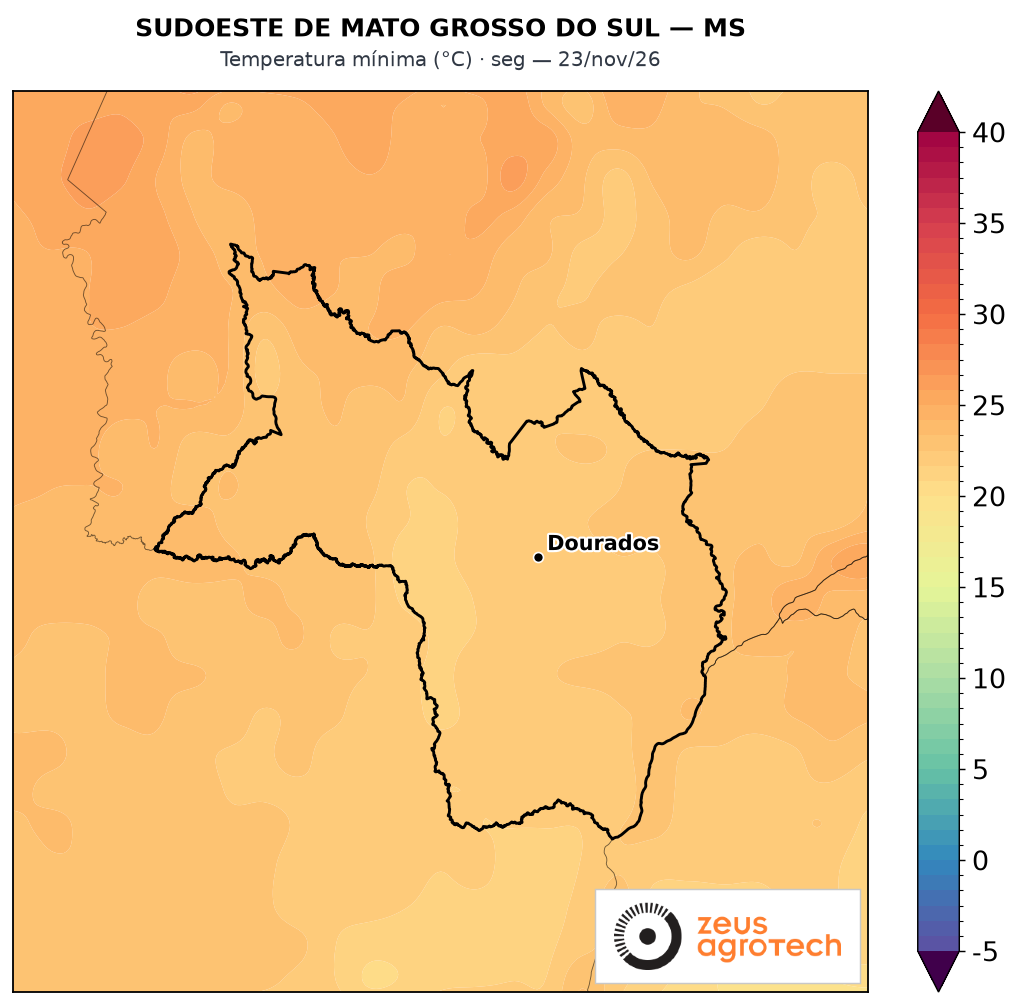 SUDOESTE DE MATO GROSSO DO SUL — MS
Temperatura mínima (°C) · seg — 23/nov/26
40
35
30
25
20
15
10
5
0
-5
Dourados
zeus
agrotech